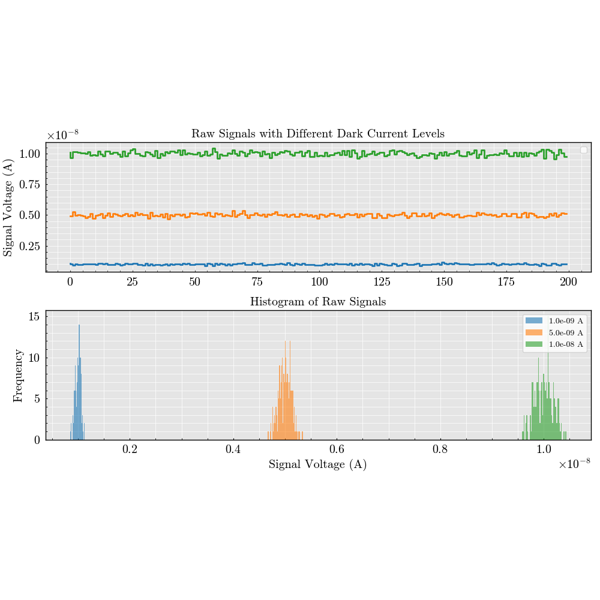 Raw Signals with Different Dark Current Levels
×10⁻⁸
1.00
0.75
0.50
0.25
Signal Voltage (A)
0 25 50 75 100 125 150 175 200
Histogram of Raw Signals
15
10
5
0
Frequency
1.0e-09 A
5.0e-09 A
1.0e-08 A
0.2 0.4 0.6 0.8 1.0
Signal Voltage (A)
×10⁻⁸